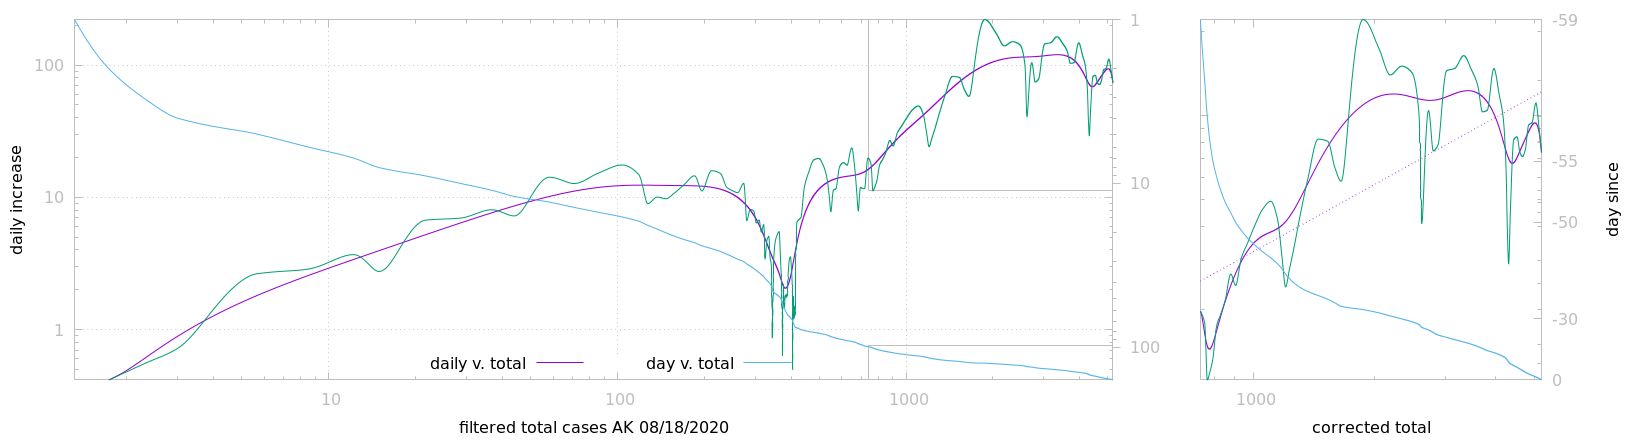 daily increase
100
10
1
daily v. total
day v. total
10
100
1000
filtered total cases AK 08/18/2020
1
10
100
1000
corrected total
-59
-55
-50
-30
0
day since